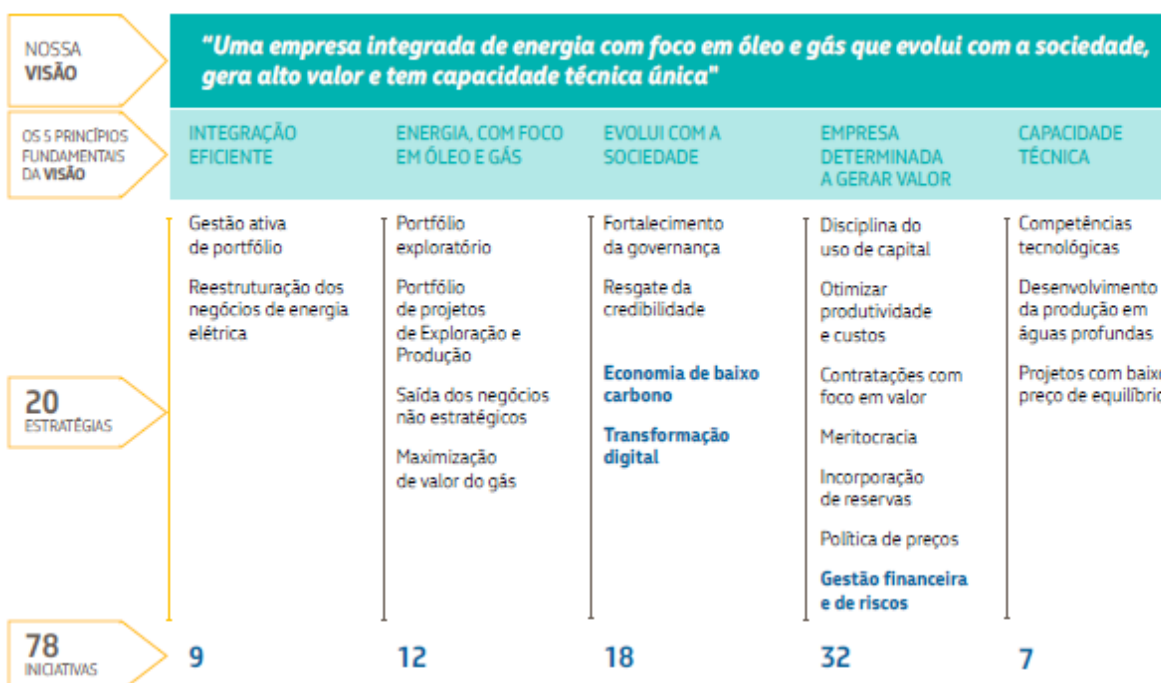 NOSSA
VISÃO
"Uma empresa integrada de energia com foco em óleo e gás que evolui com a sociedade,
gera alto valor e tem capacidade técnica única"
OS 5 PRINCÍPIOS
FUNDAMENTAIS
DA VISÃO
INTEGRAÇÃO
EFICIENTE
ENERGIA, COM FOCO
EM ÓLEO E GÁS
EVOLUI COM A
SOCIEDADE
EMPRESA
DETERMINADA
A GERAR VALOR
CAPACIDADE
TÉCNICA
20
ESTRATÉGIAS
Gestão ativa
de portfólio
Reestruturação dos
negócios de energia
elétrica
Portfólio
exploratório
Portfólio
de projetos
de Exploração e
Produção
Saída dos negócios
não estratégicos
Maximização
de valor do gás
Fortalecimento
da governança
Resgate da
credibilidade
Economia de baixo
carbono
Transformação
digital
Disciplina do
uso de capital
Otimizar
produtividade
e custos
Contratações com
foco em valor
Meritocracia
Incorporação
de reservas
Política de preços
Gestão financeira
e de riscos
Competências
tecnológicas
Desenvolvimento
da produção em
águas profundas
Projetos com baixo
preço de equilíbrio
78
INICIATIVAS
9
12
18
32
7